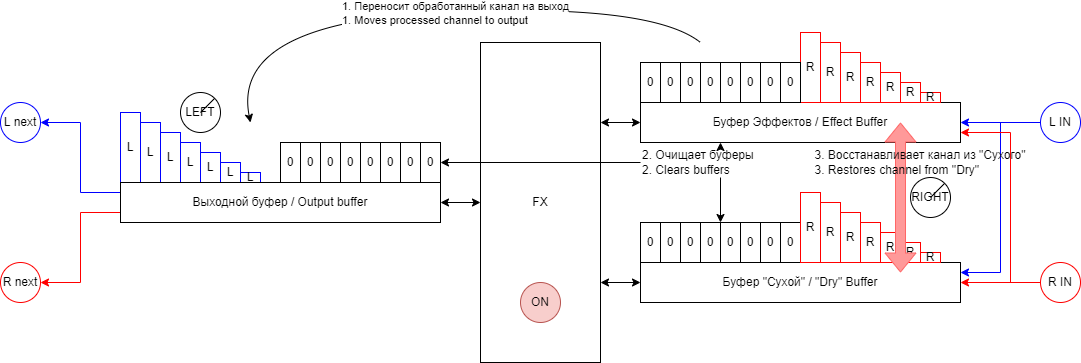 1. Переносит обработанный канал на выход
1. Moves processed channel to output
R
R
R
R
R
R
R
0 0 0 0 0 0 0 0
LEFT
L next
L
L
L
L
L
L
L
0 0 0 0 0 0 0 0
Буфер Эффектов / Effect Buffer
L IN
2. Очищает буферы
2. Clears buffers
3. Восстанавливает канал из "Сухого"
3. Restores channel from "Dry"
Выходной буфер / Output buffer
FX
RIGHT
R
R
R
R
R
R
R
0 0 0 0 0 0 0 0
R next
ON
Буфер "Сухой" / "Dry" Buffer
R IN